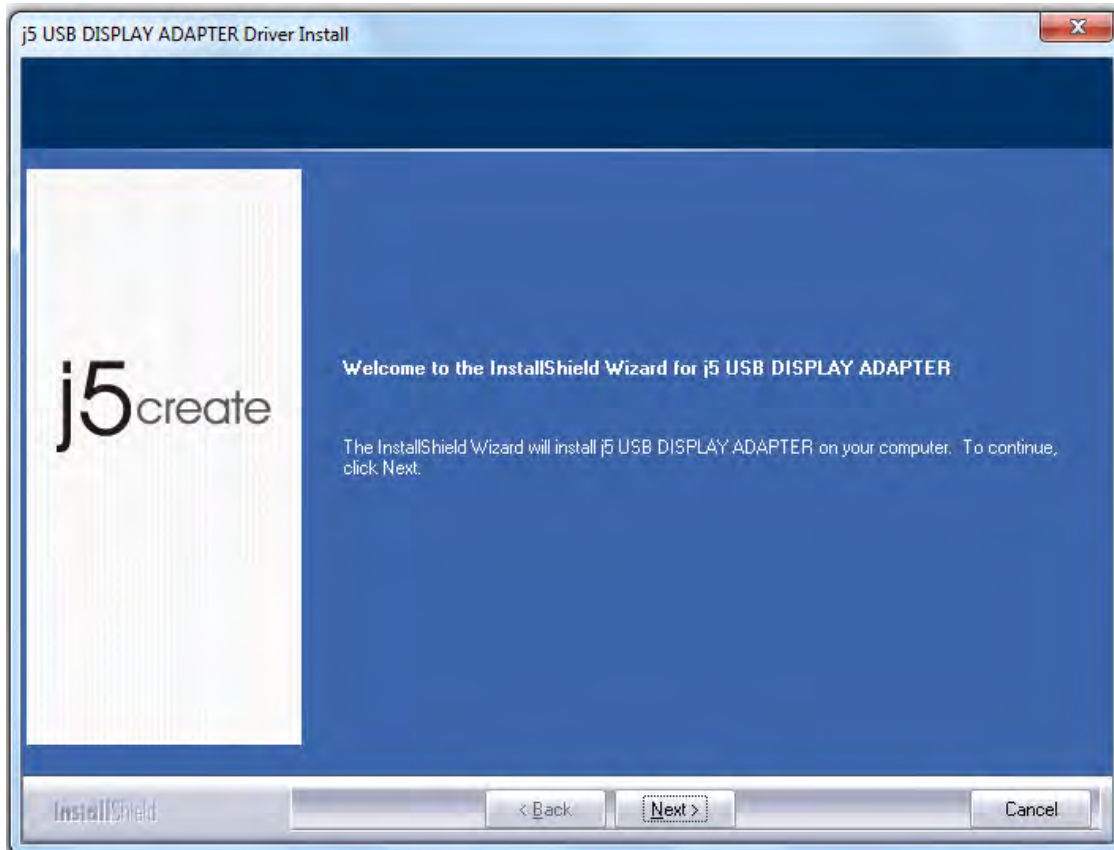 j5 USB DISPLAY ADAPTER Driver Install
j5create
Welcome to the InstallShield Wizard for j5 USB DISPLAY ADAPTER
The InstallShield Wizard will install j5 USB DISPLAY ADAPTER on your computer.  To continue,
click Next.
InstallShield
< Back
Next >
Cancel